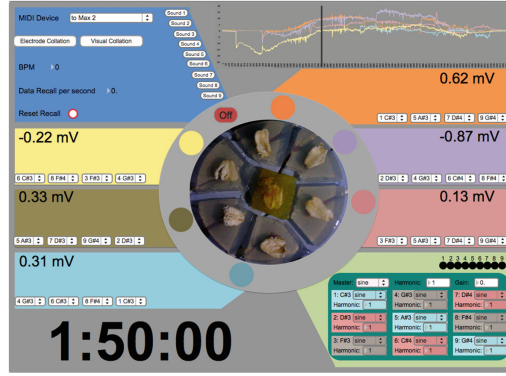 MIDI Device to Max 2
Electrode Collation Visual Collation
BPM 0
Data Recall per second 0.
Reset Recall
Sound 1
Sound 2
Sound 3
Sound 4
Sound 5
Sound 6
Sound 7
Sound 8
Sound 9
Off
0.62 mV
1 C#3 5 A#3 7 D#4 9 G#4
-0.22 mV
6 C#3 8 F#4 3 F#3 4 G#3
-0.87 mV
2 D#3 4 G#3 6 C#4 8 F#4
0.33 mV
5 A#3 7 D#3 9 G#4 2 D#3
0.13 mV
3 F#3 5 A#3 7 D#4 9 G#4
0.31 mV
4 G#3 6 C#3 8 F#4 1 C#3
1 2 3 4 5 6 7 8 9
Master: sine Harmonic: 1 Gain: 0.
1: C#3 sine 4: G#3 sine 7: D#4 sine
Harmonic: 1 Harmonic: 1 Harmonic: 1
2: D#3 sine 5: A#3 sine 8: F#4 sine
Harmonic: 1 Harmonic: 1 Harmonic: 1
3: F#3 sine 6: C#4 sine 9: G#4 sine
Harmonic: 1 Harmonic: 1 Harmonic: 1
1:50:00